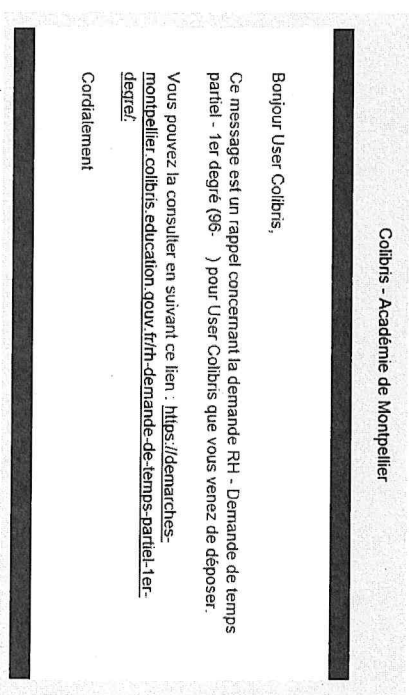 Colibris - Académie de Montpellier
Bonjour User Colibris,
Ce message est un rappel concernant la demande RH - Demande de temps
partiel - 1er degré (96- ) pour User Colibris que vous venez de déposer.
Vous pouvez la consulter en suivant ce lien : https://demarches-
montpellier.colibris.education.gouv.fr/rh-demande-de-temps-partiel-1er-
degre/:
Cordialement